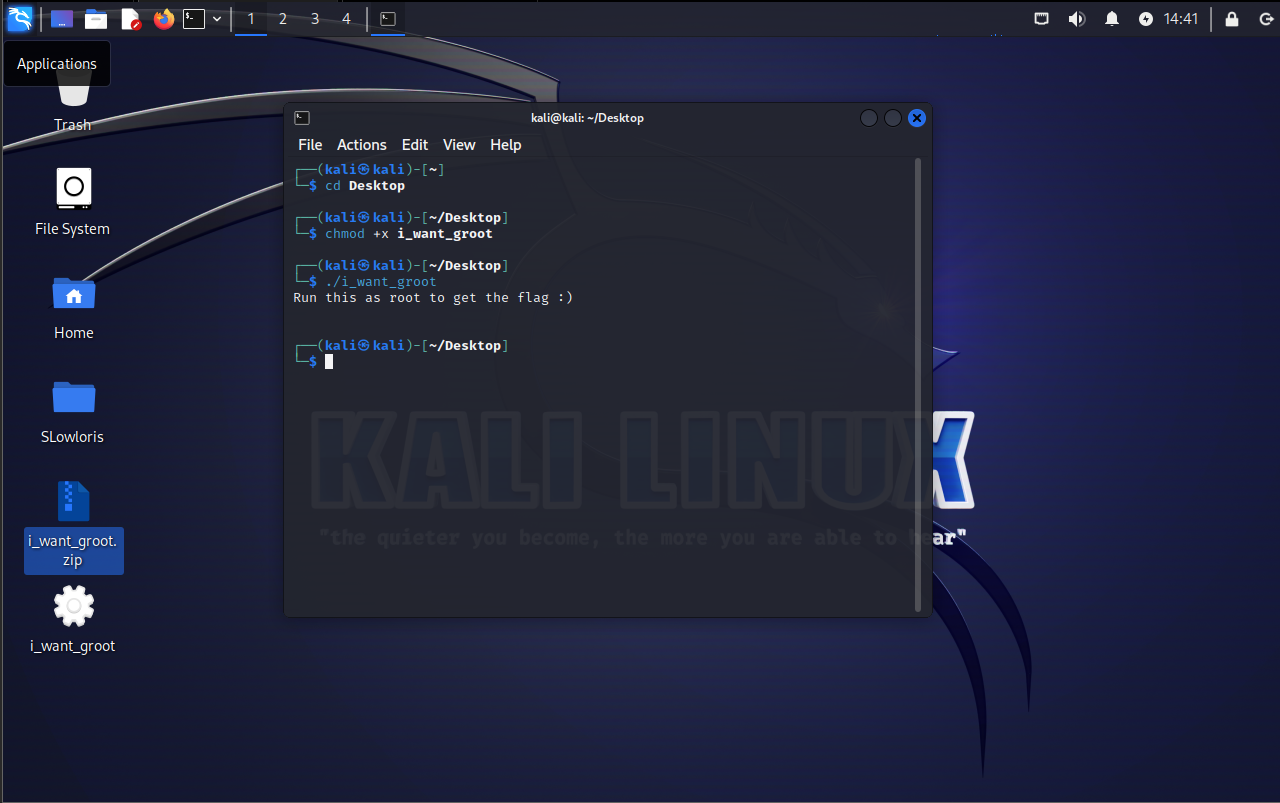 1 2 3 4 14:41
Applications
Trash
File System
Home
SLowloris
i_want_groot.
zip
i_want_groot
kali@kali: ~/Desktop
File Actions Edit View Help
┌──(kali㉿kali)-[~]
└─$ cd Desktop
┌──(kali㉿kali)-[~/Desktop]
└─$ chmod +x i_want_groot
┌──(kali㉿kali)-[~/Desktop]
└─$ ./i_want_groot
Run this as root to get the flag :)
┌──(kali㉿kali)-[~/Desktop]
└─$
KALI LINUX
"the quieter you become, the more you are able to hear"